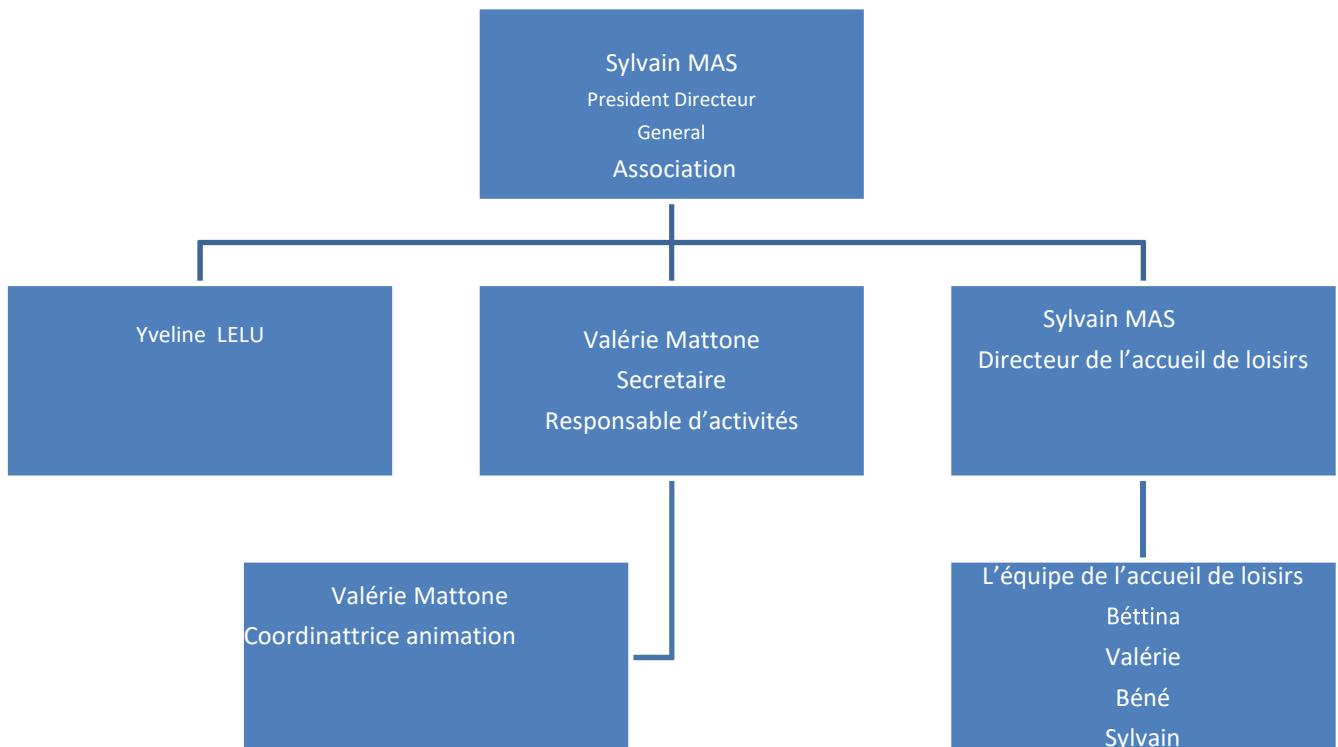 Sylvain MAS
President Directeur
General
Association
Yveline LELU
Valérie Mattone
Secretaire
Responsable d’activités
Sylvain MAS
Directeur de l’accueil de loisirs
Valérie Mattone
Coordinattrice animation
L’équipe de l’accueil de loisirs
Béttina
Valérie
Béné
Sylvain